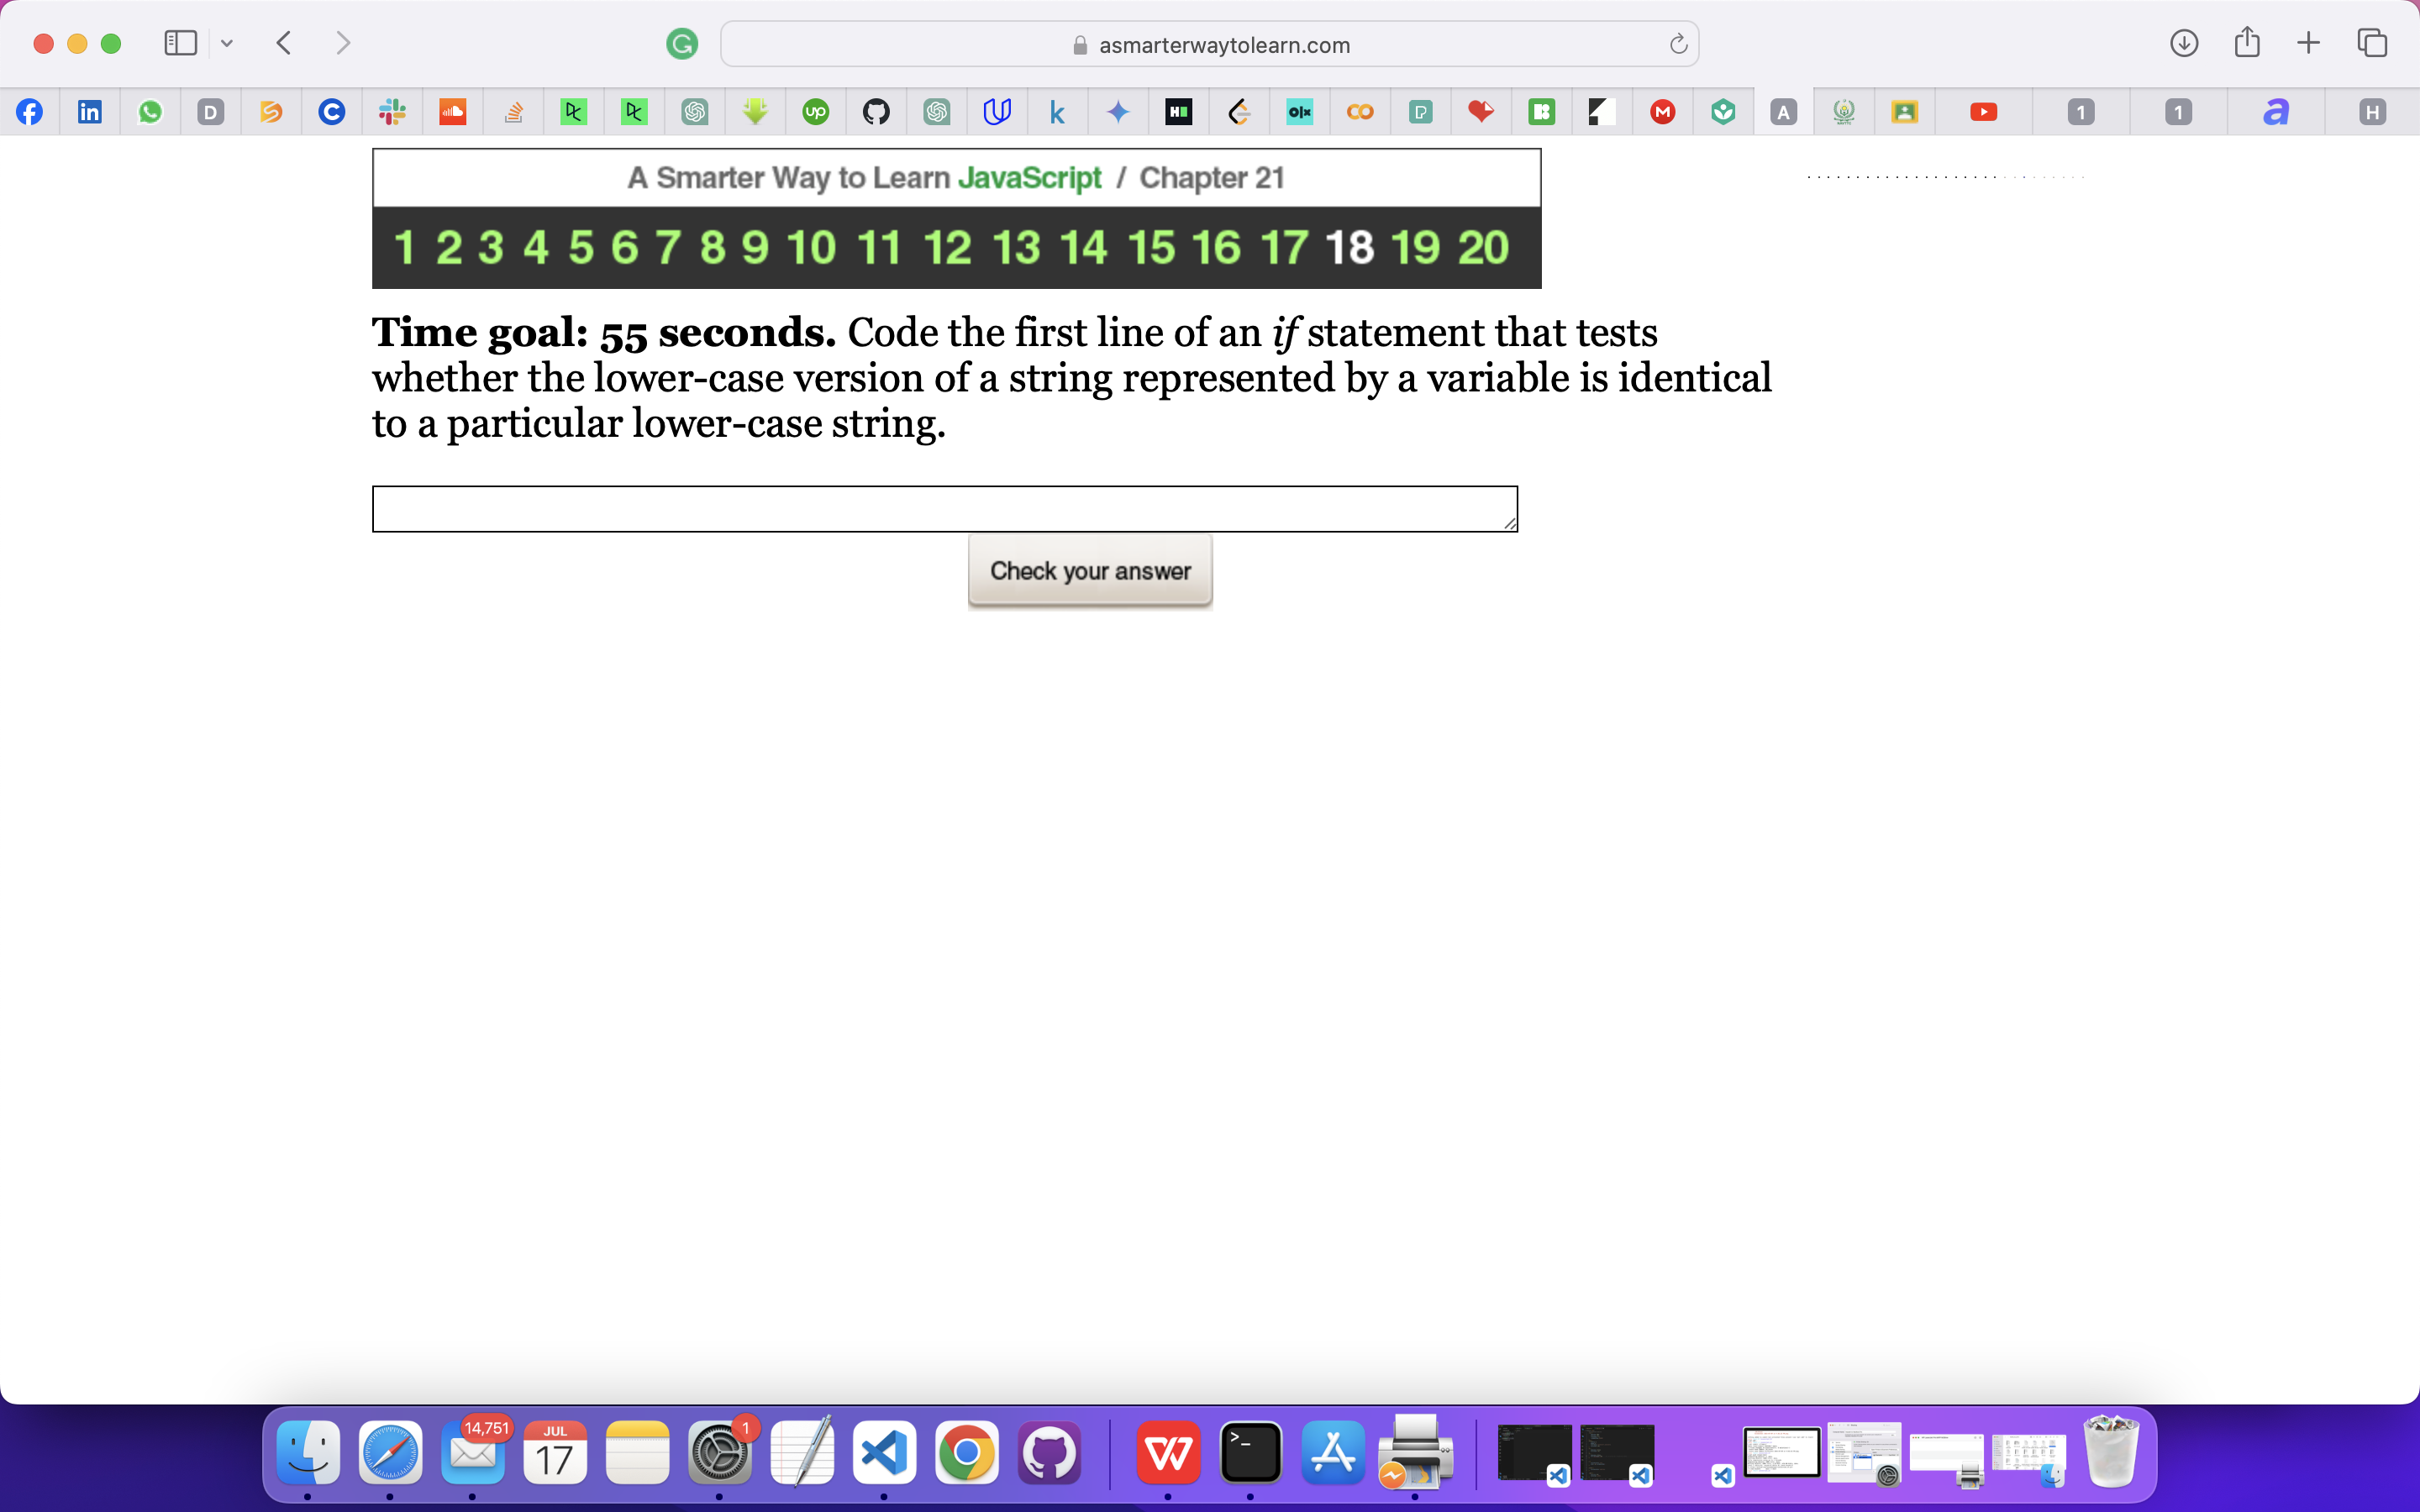 asmarterwaytolearn.com
A Smarter Way to Learn JavaScript / Chapter 21
1 2 3 4 5 6 7 8 9 10 11 12 13 14 15 16 17 18 19 20
Time goal: 55 seconds. Code the first line of an if statement that tests
whether the lower-case version of a string represented by a variable is identical
to a particular lower-case string.
Check your answer
14,751
JUL
17
1